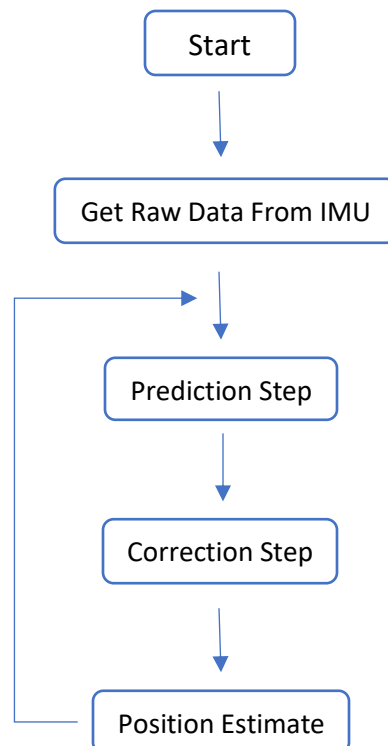 Start
Get Raw Data From IMU
Prediction Step
Correction Step
Position Estimate